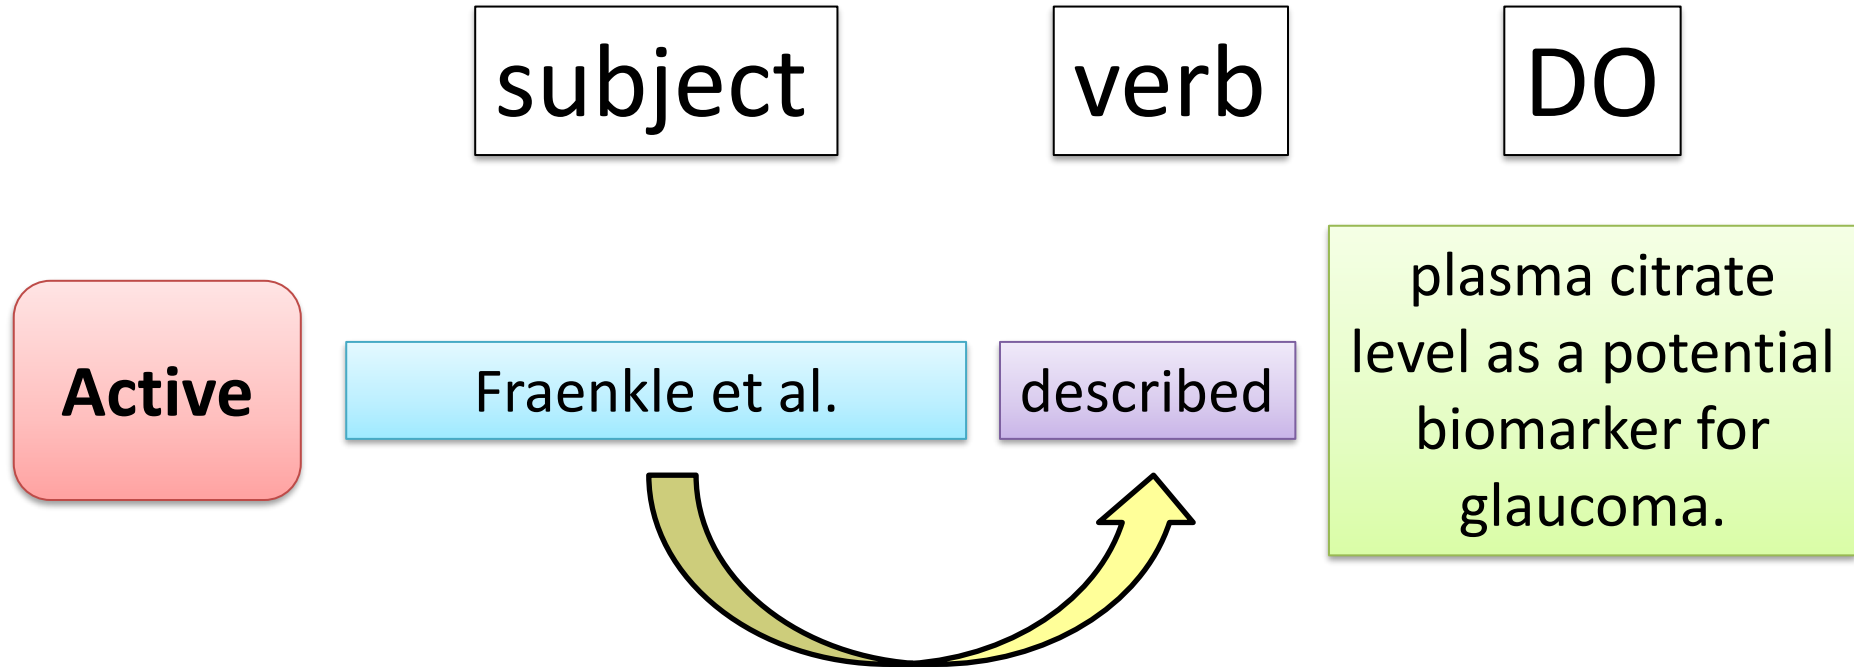 subject verb DO
Active
Fraenkle et al.
described
plasma citrate
level as a potential
biomarker for
glaucoma.